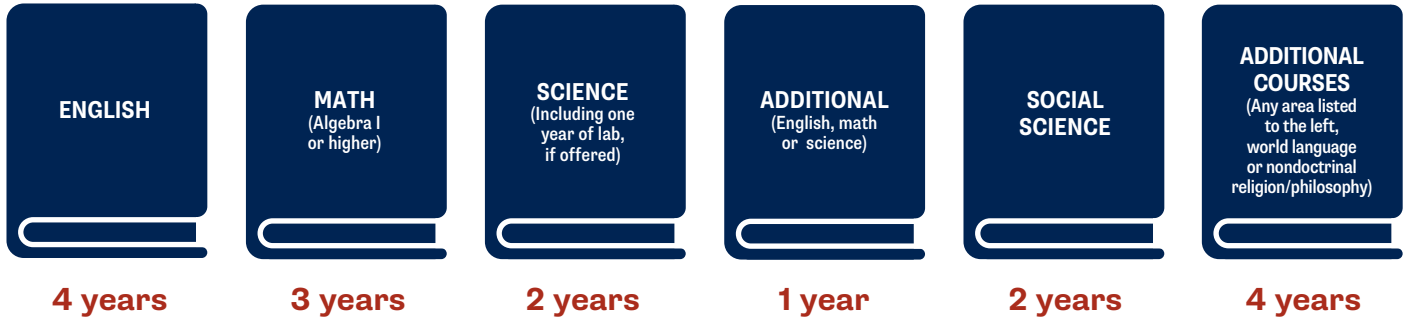 ENGLISH
4 years
MATH
(Algebra I
or higher)
3 years
SCIENCE
(Including one
year of lab,
if offered)
2 years
ADDITIONAL
(English, math
or science)
1 year
SOCIAL
SCIENCE
2 years
ADDITIONAL
COURSES
(Any area listed
to the left,
world language
or nondoctrinal
religion/philosophy)
4 years